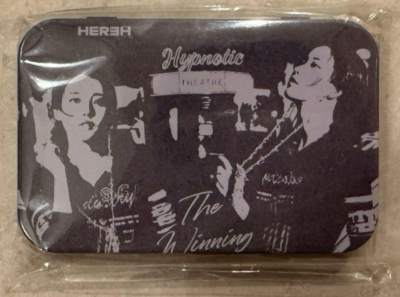 HEREH
Hypnotic
THEATRE
The
Winning